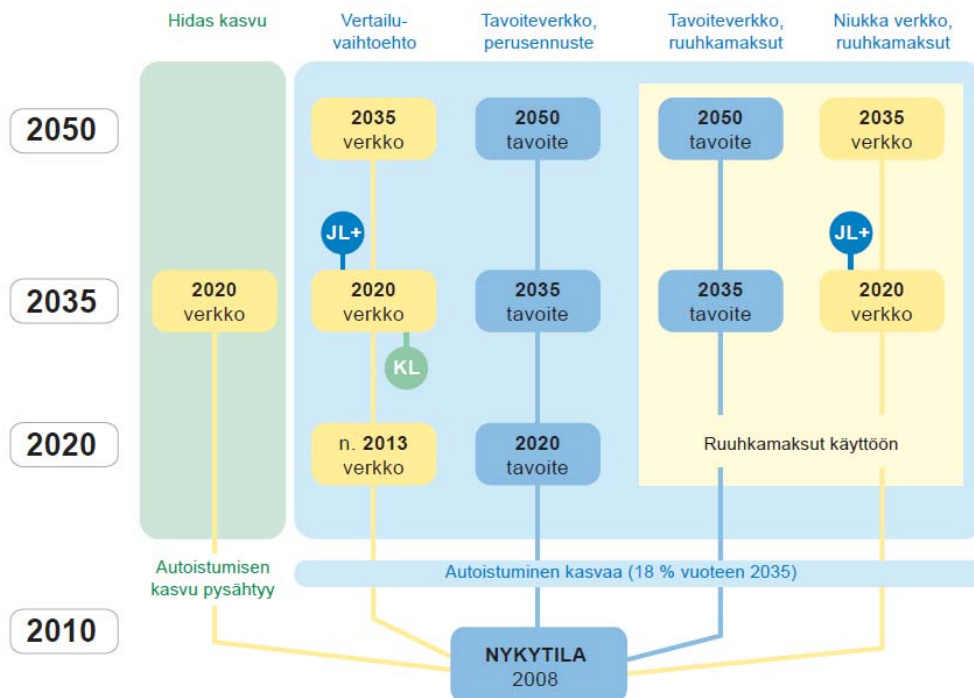 Hidas kasvu
Vertailu-
vaihtoehto
Tavoiteverkko,
perusennuste
Tavoiteverkko,
ruuhkamaksut
Niukka verkko,
ruuhkamaksut
2050
2035
verkko
2050
tavoite
2050
tavoite
2035
verkko
JL+
JL+
2035
2020
verkko
2020
verkko
2035
tavoite
2035
tavoite
2020
verkko
KL
2020
n. 2013
verkko
2020
tavoite
Ruuhkamaksut käyttöön
Autoistumisen
kasvu pysähtyy
Autoistuminen kasvaa (18 % vuoteen 2035)
2010
NYKYTILA
2008